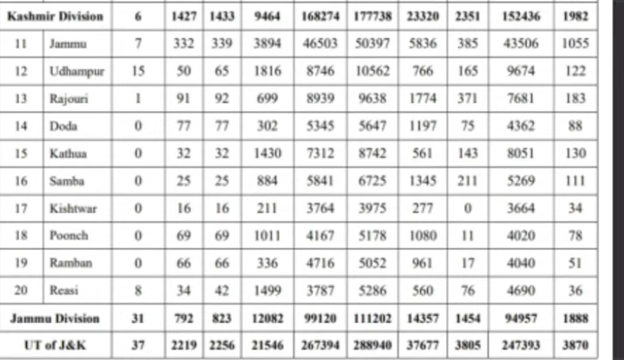 Kashmir Division 6 1427 1433 9464 168274 177738 23320 2351 152436 1982
11 Jammu 7 332 339 3894 46503 50397 5836 385 43506 1055
12 Udhampur 15 50 65 1816 8746 10562 766 165 9674 122
13 Rajouri 1 91 92 699 8939 9638 1774 371 7681 183
14 Doda 0 77 77 302 5345 5647 1197 75 4362 88
15 Kathua 0 32 32 1430 7312 8742 561 143 8051 130
16 Samba 0 25 25 884 5841 6725 1345 211 5269 111
17 Kishtwar 0 16 16 211 3764 3975 277 0 3664 34
18 Poonch 0 69 69 1011 4167 5178 1080 11 4020 78
19 Ramban 0 66 66 336 4716 5052 961 17 4040 51
20 Reasi 8 34 42 1499 3787 5286 560 76 4690 36
Jammu Division 31 792 823 12082 99120 111202 14357 1454 94957 1888
UT of J&K 37 2219 2256 21546 267394 288940 37677 3805 247393 3870